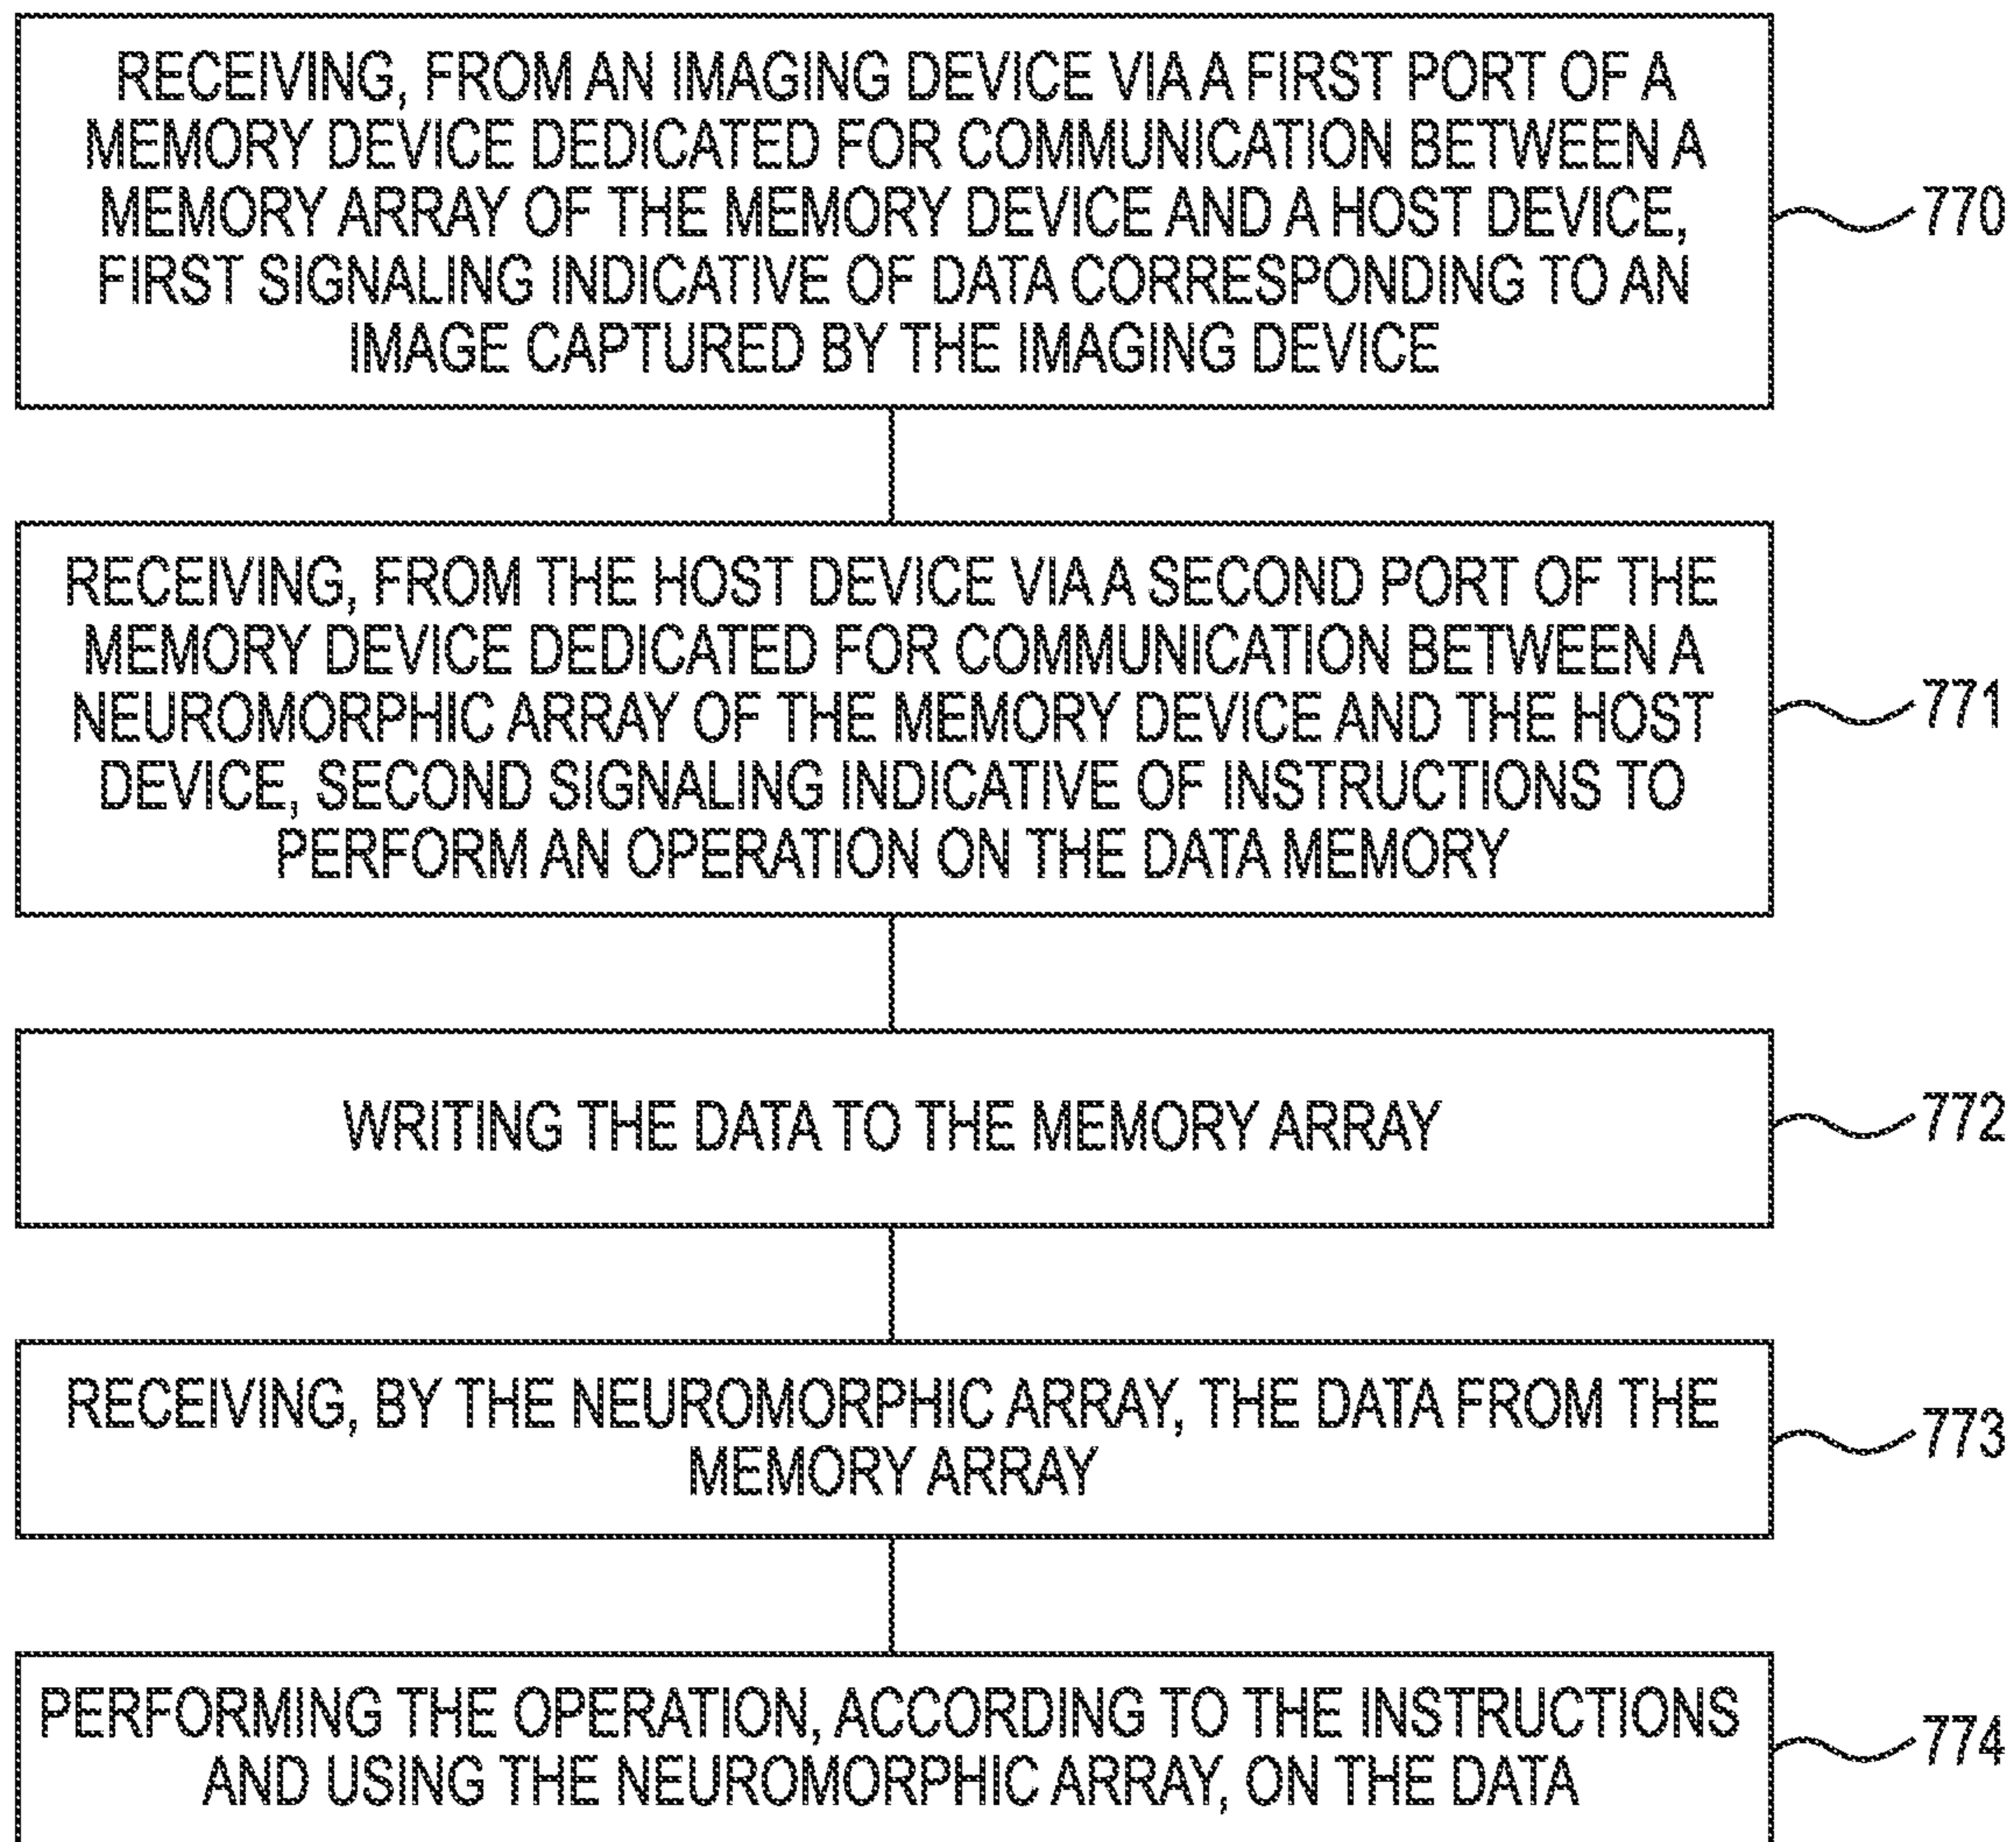 RECEIVING, FROM AN IMAGING DEVICE VIA A FIRST PORT OF A
MEMORY DEVICE DEDICATED FOR COMMUNICATION BETWEEN A
MEMORY ARRAY OF THE MEMORY DEVICE AND A HOST DEVICE,
FIRST SIGNALING INDICATIVE OF DATA CORRESPONDING TO AN
IMAGE CAPTURED BY THE IMAGING DEVICE
770
RECEIVING, FROM THE HOST DEVICE VIA A SECOND PORT OF THE
MEMORY DEVICE DEDICATED FOR COMMUNICATION BETWEEN A
NEUROMORPHIC ARRAY OF THE MEMORY DEVICE AND THE HOST
DEVICE, SECOND SIGNALING INDICATIVE OF INSTRUCTIONS TO
PERFORM AN OPERATION ON THE DATA MEMORY
771
WRITING THE DATA TO THE MEMORY ARRAY
772
RECEIVING, BY THE NEUROMORPHIC ARRAY, THE DATA FROM THE
MEMORY ARRAY
773
PERFORMING THE OPERATION, ACCORDING TO THE INSTRUCTIONS
AND USING THE NEUROMORPHIC ARRAY, ON THE DATA
774